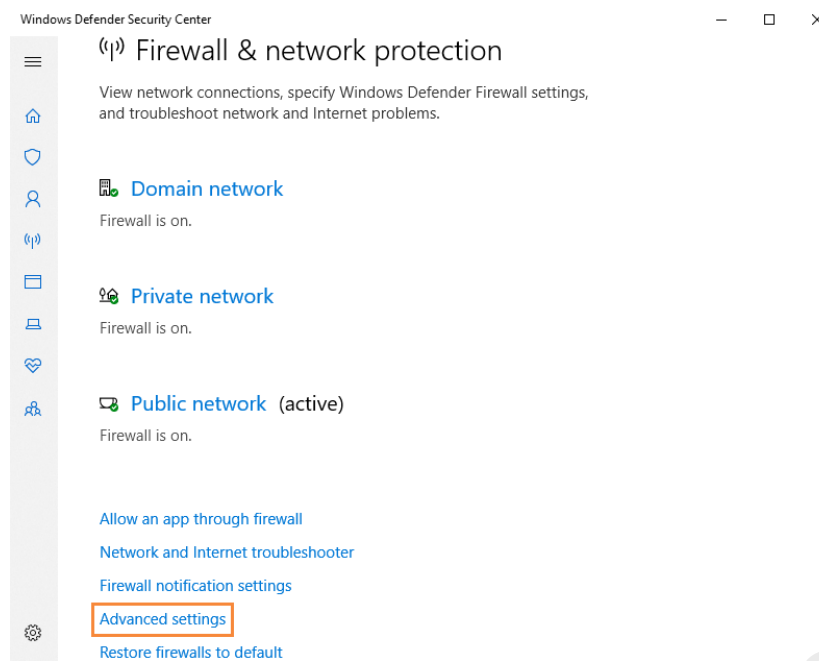 Windows Defender Security Center
Firewall & network protection
View network connections, specify Windows Defender Firewall settings,
and troubleshoot network and Internet problems.
Domain network
Firewall is on.
Private network
Firewall is on.
Public network (active)
Firewall is on.
Allow an app through firewall
Network and Internet troubleshooter
Firewall notification settings
Advanced settings
Restore firewalls to default